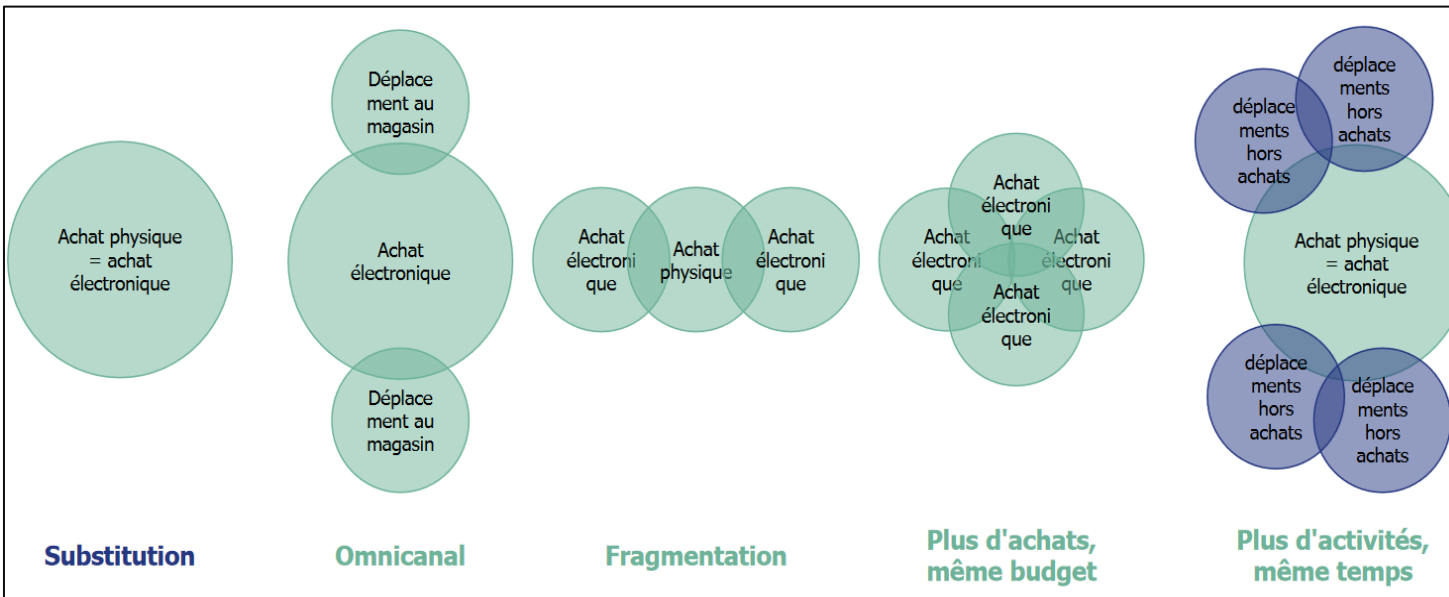 Achat physique
= achat
électronique
Substitution
Déplace
ment au
magasin
Achat
électronique
Déplace
ment au
magasin
Omnicanal
Achat
électroni
que
Achat
physique
Achat
électroni
que
Fragmentation
Achat
électroni
que
Achat
électroni
que
Achat
électroni
que
Achat
électroni
que
Plus d'achats,
même budget
déplace
ments
hors
achats
déplace
ments
hors
achats
Achat physique
= achat
électronique
déplace
ments
hors
achats
déplace
ments
hors
achats
Plus d'activités,
même temps